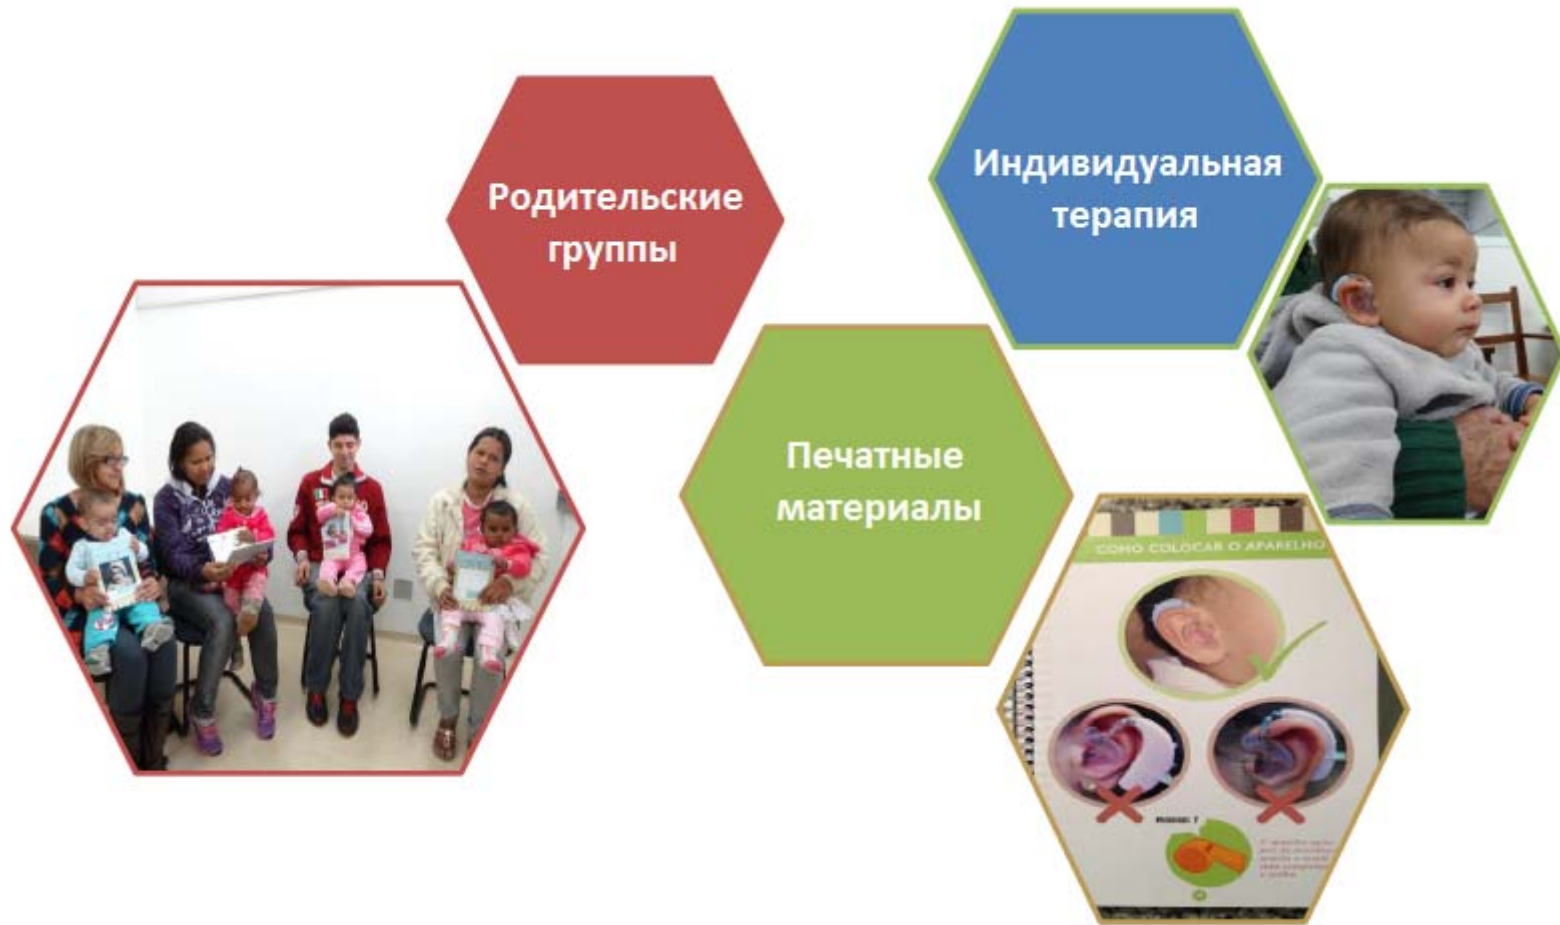 Родительские
группы
Индивидуальная
терапия
Печатные
материалы
COMO COLOCAR O APARELHO